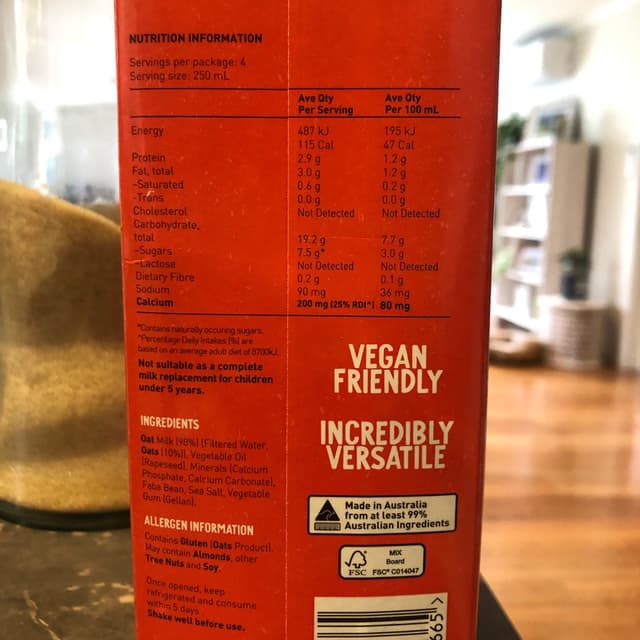 NUTRITION INFORMATION
Servings per package: 4
Serving size: 250 mL
Ave Qty Per Serving Ave Qty Per 100 mL
Energy 487 kJ 195 kJ
115 Cal 47 Cal
Protein 2.9 g 1.2 g
Fat, total 3.0 g 1.2 g
-Saturated 0.6 g 0.2 g
-Trans 0.0 g 0.0 g
Cholesterol Not Detected Not Detected
Carbohydrate,
total 19.2 g 7.7 g
-Sugars 7.5 g* 3.0 g
-Lactose Not Detected Not Detected
Dietary Fibre 0.2 g 0.1 g
Sodium 90 mg 36 mg
Calcium 200 mg (25% RDI^) 80 mg
*Contains naturally occuring sugars.
^Percentage Daily Intakes (%) are
based on an average adult diet of 8700kJ.
Not suitable as a complete
milk replacement for children
under 5 years.
VEGAN
FRIENDLY
INGREDIENTS
Oat Milk (98%) (Filtered Water,
Oats (10%)), Vegetable Oil
(Rapeseed), Minerals (Calcium
Phosphate, Calcium Carbonate),
Faba Bean, Sea Salt, Vegetable
Gum (Gellan).
INCREDIBLY
VERSATILE
ALLERGEN INFORMATION
Contains Gluten (Oats Product).
May contain Almonds, other
Tree Nuts and Soy.
Once opened, keep
refrigerated and consume
within 5 days
Shake well before use.
Made in Australia
from at least 99%
Australian Ingredients
FSC
MIX
Board
FSC® C014047
665
>